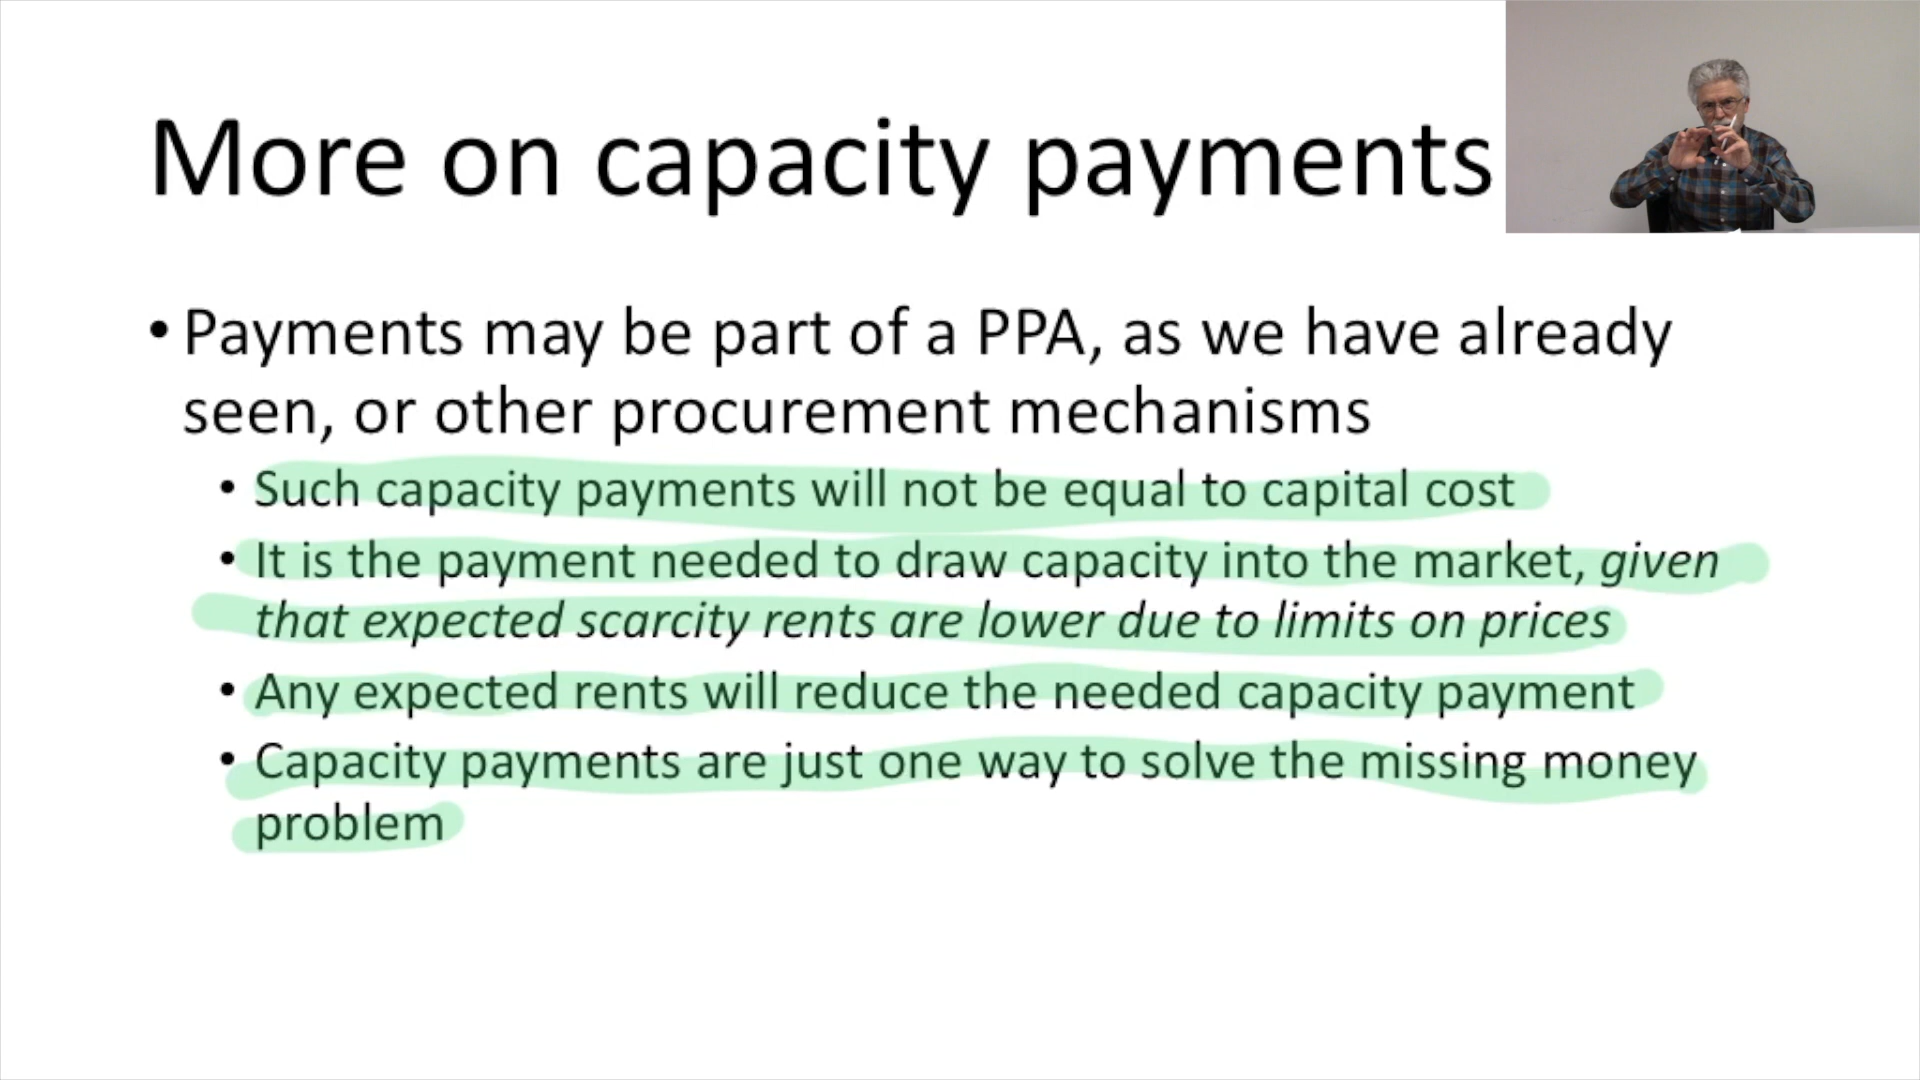 More on capacity payments
• Payments may be part of a PPA, as we have already
seen, or other procurement mechanisms
• Such capacity payments will not be equal to capital cost
• It is the payment needed to draw capacity into the market, given
that expected scarcity rents are lower due to limits on prices
• Any expected rents will reduce the needed capacity payment
• Capacity payments are just one way to solve the missing money
problem